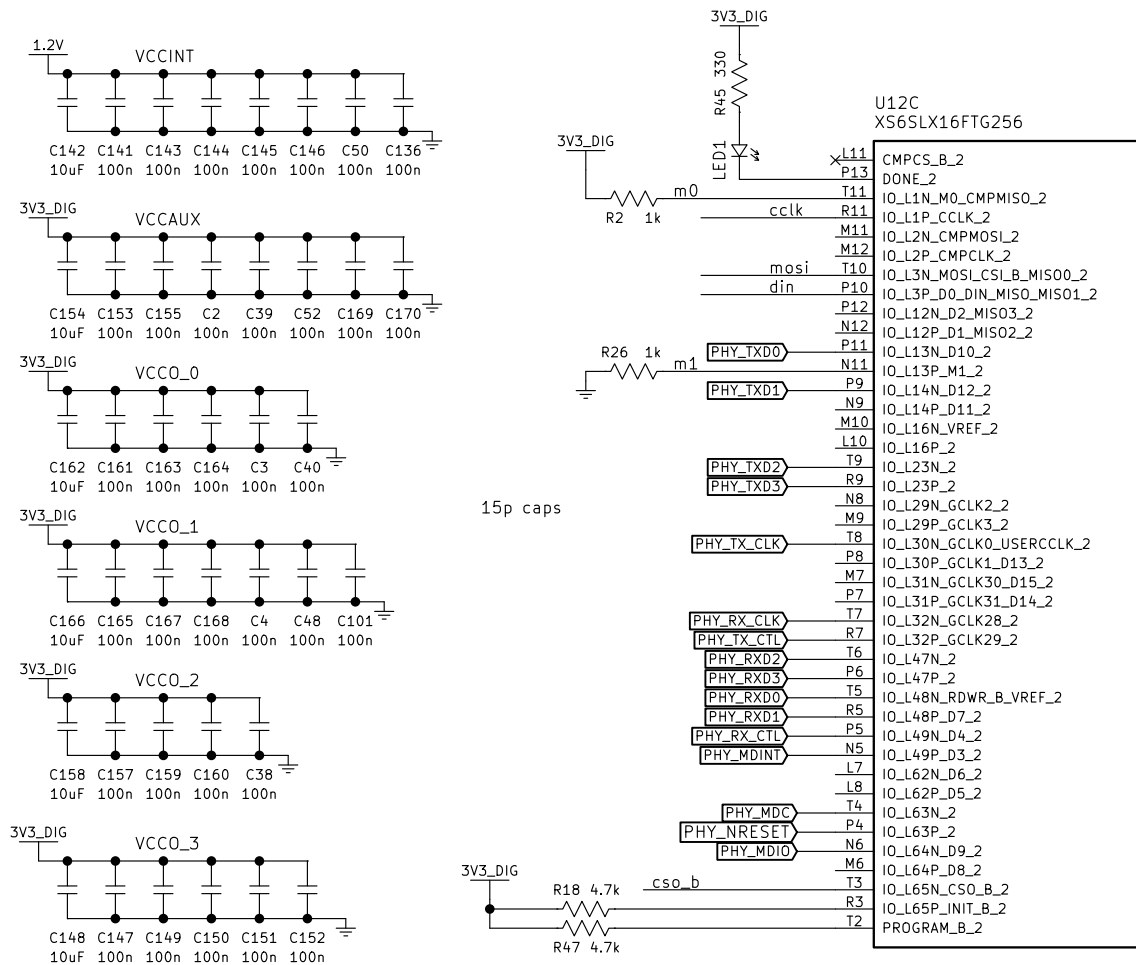 1.2V
VCCINT
C142 C141 C143 C144 C145 C146 C50 C136
10uF 100n 100n 100n 100n 100n 100n 100n
3V3_DIG
VCCAUX
C154 C153 C155 C2 C39 C52 C169 C170
10uF 100n 100n 100n 100n 100n 100n 100n
3V3_DIG
VCCO_0
C162 C161 C163 C164 C3 C40
10uF 100n 100n 100n 100n 100n
3V3_DIG
VCCO_1
C166 C165 C167 C168 C4 C48 C101
10uF 100n 100n 100n 100n 100n 100n
3V3_DIG
VCCO_2
C158 C157 C159 C160 C38
10uF 100n 100n 100n 100n
3V3_DIG
VCCO_3
C148 C147 C149 C150 C151 C152
10uF 100n 100n 100n 100n 100n
15p caps
3V3_DIG
R45 330
LED1
3V3_DIG
R2 1k
U12C
XS6SLX16FTG256
L11 CMPCS_B_2
P13 DONE_2
m0 T11 IO_L1N_M0_CMPMISO_2
cclk R11 IO_L1P_CCLK_2
M11 IO_L2N_CMPMOSI_2
M12 IO_L2P_CMPCLK_2
mosi T10 IO_L3N_MOSI_CSI_B_MISO0_2
din P10 IO_L3P_D0_DIN_MISO_MISO1_2
P12 IO_L12N_D2_MISO3_2
N12 IO_L12P_D1_MISO2_2
PHY_TXD0 P11 IO_L13N_D10_2
R26 1k m1 N11 IO_L13P_M1_2
PHY_TXD1 P9 IO_L14N_D12_2
N9 IO_L14P_D11_2
M10 IO_L16N_VREF_2
L10 IO_L16P_2
PHY_TXD2 T9 IO_L23N_2
PHY_TXD3 R9 IO_L23P_2
N8 IO_L29N_GCLK2_2
M9 IO_L29P_GCLK3_2
PHY_TX_CLK T8 IO_L30N_GCLK0_USERCCLK_2
P8 IO_L30P_GCLK1_D13_2
M7 IO_L31N_GCLK30_D15_2
P7 IO_L31P_GCLK31_D14_2
PHY_RX_CLK T7 IO_L32N_GCLK28_2
PHY_TX_CTL R7 IO_L32P_GCLK29_2
PHY_RXD2 T6 IO_L47N_2
PHY_RXD3 P6 IO_L47P_2
PHY_RXD0 T5 IO_L48N_RDWR_B_VREF_2
PHY_RXD1 R5 IO_L48P_D7_2
PHY_RX_CTL P5 IO_L49N_D4_2
PHY_MDINT N5 IO_L49P_D3_2
L7 IO_L62N_D6_2
L8 IO_L62P_D5_2
PHY_MDC T4 IO_L63N_2
PHY_NRESET P4 IO_L63P_2
PHY_MDIO N6 IO_L64N_D9_2
M6 IO_L64P_D8_2
cso_b T3 IO_L65N_CSO_B_2
3V3_DIG
R18 4.7k R3 IO_L65P_INIT_B_2
R47 4.7k T2 PROGRAM_B_2